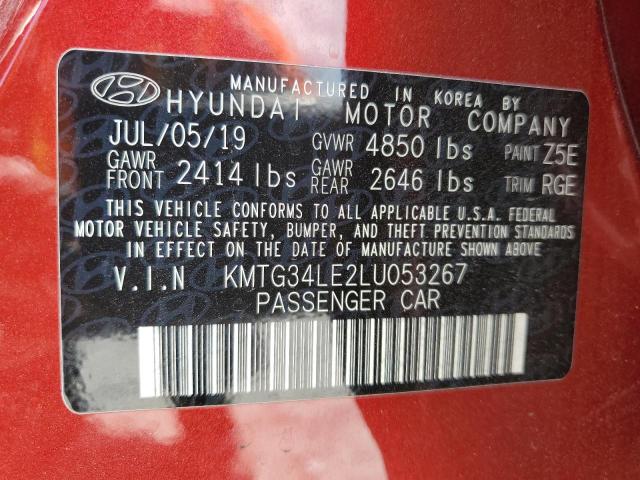 MANUFACTURED IN KOREA BY
HYUNDAI MOTOR COMPANY
JUL/05/19 GVWR 4850 lbs PAINT Z5E
GAWR FRONT 2414 lbs GAWR REAR 2646 lbs TRIM RGE
THIS VEHICLE CONFORMS TO ALL APPLICABLE U.S.A. FEDERAL
MOTOR VEHICLE SAFETY, BUMPER, AND THEFT PREVENTION STANDARDS
IN EFFECT ON THE DATE OF MANUFACTURE SHOWN ABOVE.
V.I.N KMTG34LE2LU053267
PASSENGER CAR